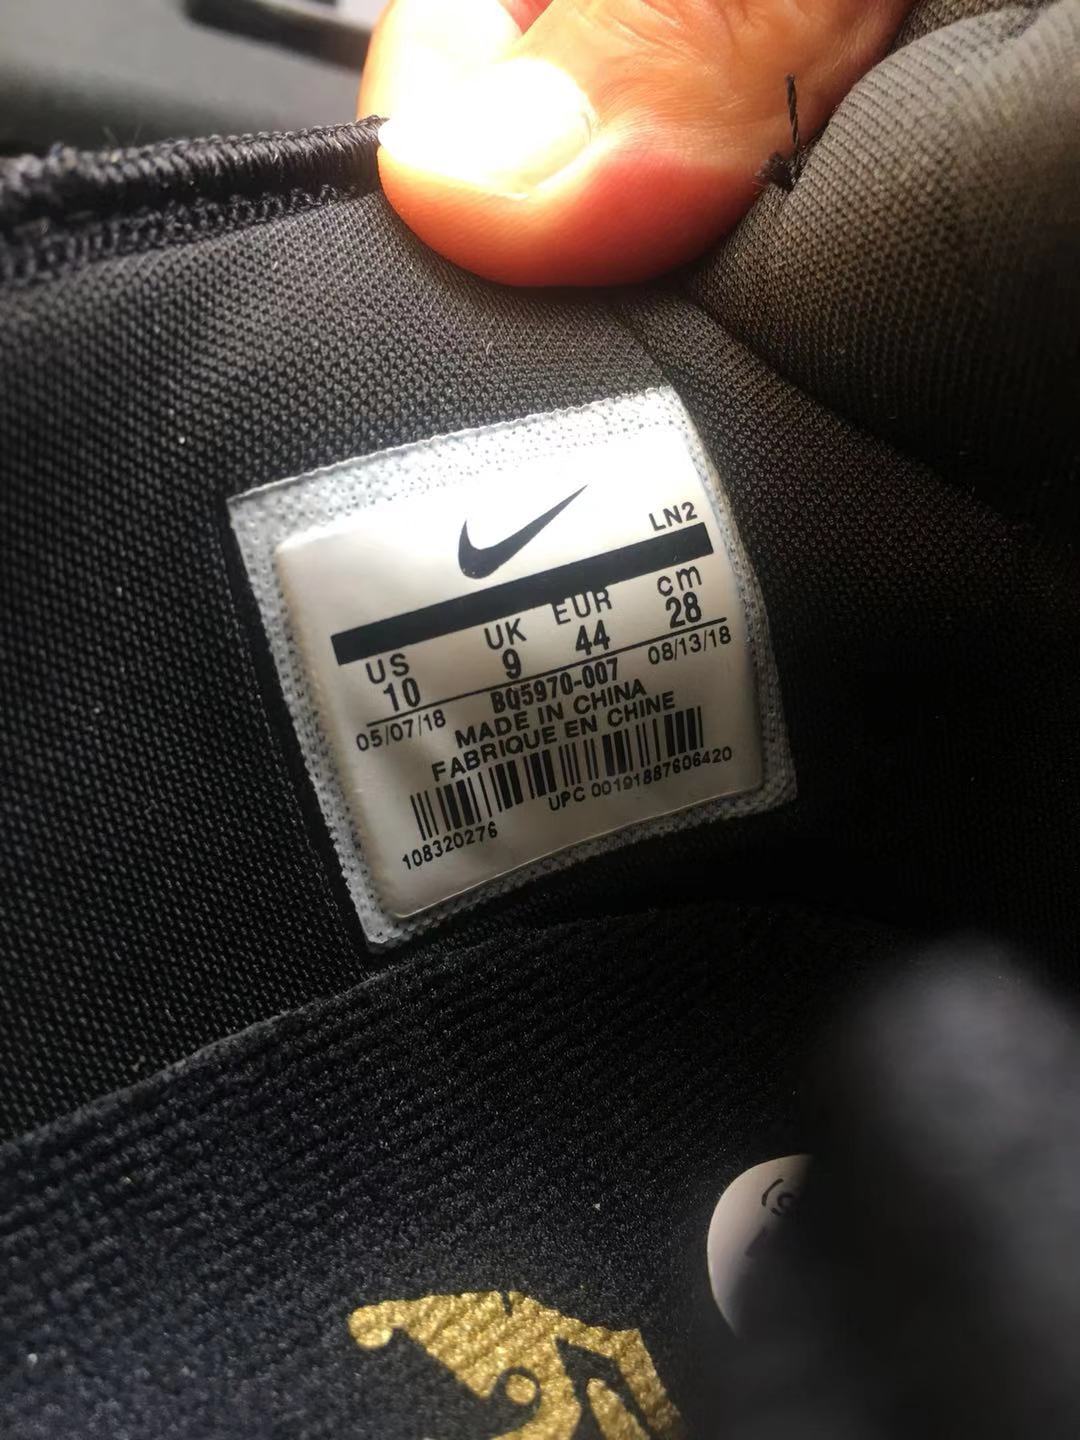 LN2
US UK EUR cm
10 9 44 28
05/07/18 BQ5970-007 08/13/18
MADE IN CHINA
FABRIQUE EN CHINE
108320276 UPC 00191887606420